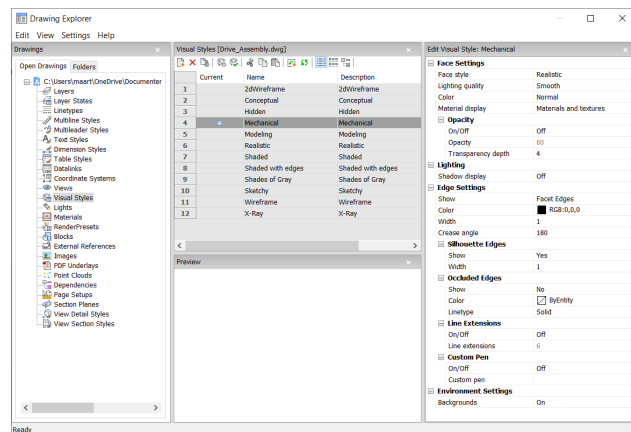 Drawing Explorer
Edit View Settings Help
Drawings
Open Drawings Folders
C:\Users\maart\OneDrive\Documenter
Layers
Layer States
Linetypes
Multiline Styles
Multileader Styles
Text Styles
Dimension Styles
Table Styles
Datalinks
Coordinate Systems
Views
Visual Styles
Lights
Materials
RenderPresets
Blocks
External References
Images
PDF Underlays
Point Clouds
Dependencies
Page Setups
Section Planes
View Detail Styles
View Section Styles
Visual Styles [Drive_Assembly.dwg]
Current Name Description
1 2dWireframe 2dWireframe
2 Conceptual Conceptual
3 Hidden Hidden
4 Mechanical Mechanical
5 Modeling Modeling
6 Realistic Realistic
7 Shaded Shaded
8 Shaded with edges Shaded with edges
9 Shades of Gray Shades of Gray
10 Sketchy Sketchy
11 Wireframe Wireframe
12 X-Ray X-Ray
Preview
Edit Visual Style: Mechanical
Face Settings
Face style Realistic
Lighting quality Smooth
Color Normal
Material display Materials and textures
Opacity
On/Off Off
Opacity 60
Transparency depth 4
Lighting
Shadow display Off
Edge Settings
Show Facet Edges
Color RGB:0,0,0
Width 1
Crease angle 180
Silhouette Edges
Show Yes
Width 1
Occluded Edges
Show No
Color ByEntity
Linetype Solid
Line Extensions
On/Off Off
Line extensions 6
Custom Pen
On/Off Off
Custom pen
Environment Settings
Backgrounds On
Ready